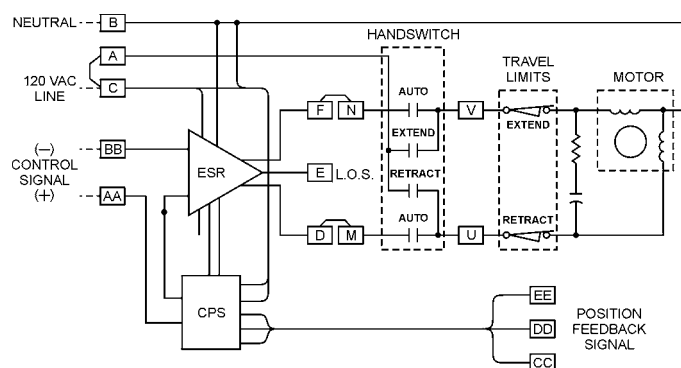 NEUTRAL
B
HANDSWITCH
A
120 VAC
LINE
C
TRAVEL
LIMITS
MOTOR
AUTO
F
N
V
EXTEND
EXTEND
(—)
CONTROL
SIGNAL
(+)
BB
AA
ESR
E
L.O.S.
RETRACT
RETRACT
D
M
AUTO
U
CPS
EE
DD
CC
POSITION
FEEDBACK
SIGNAL